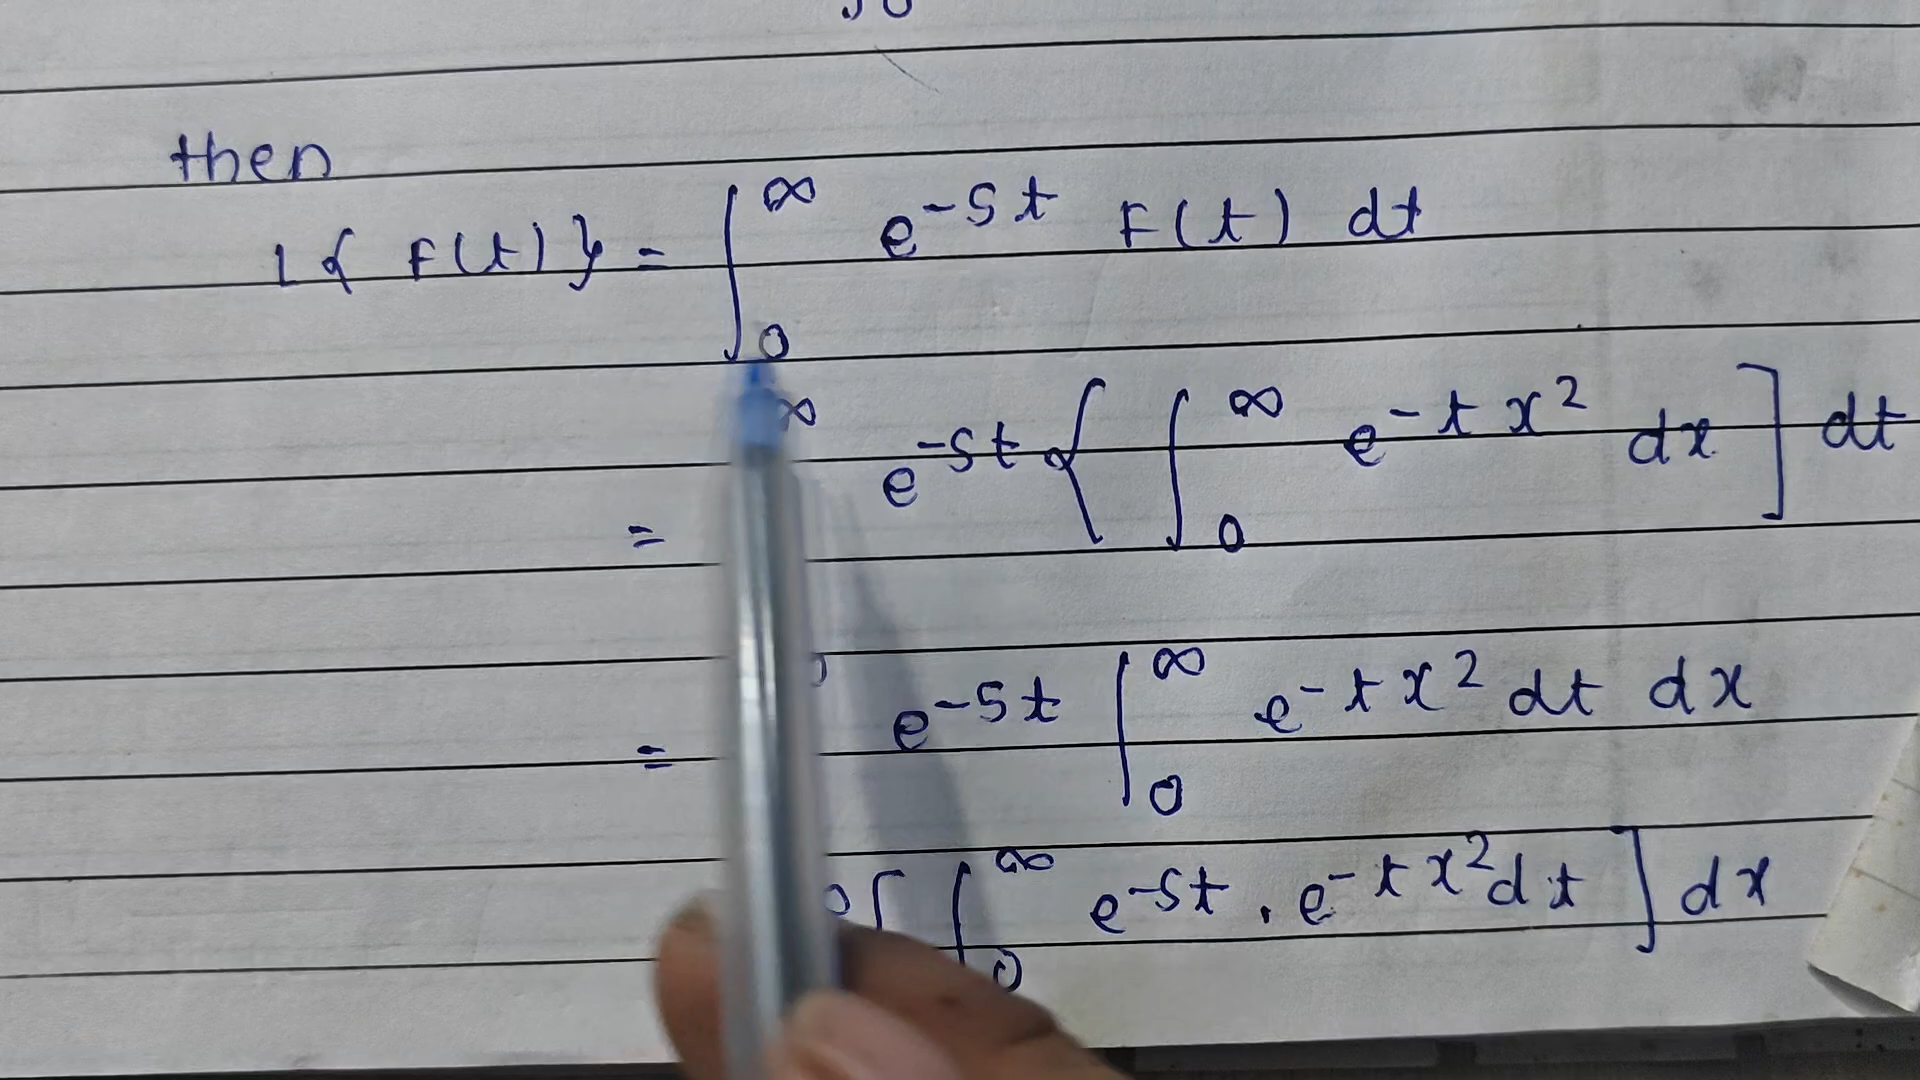 then
L{ F(t) } = ∫₀^∞ e^-st F(t) dt
= ∞ e^-st { ∫₀^∞ e^-tx² dx ] dt
= e^-st ∫₀^∞ e^-tx² dt dx
[ ∫₀^∞ e^-st . e^-tx² dt ] dx